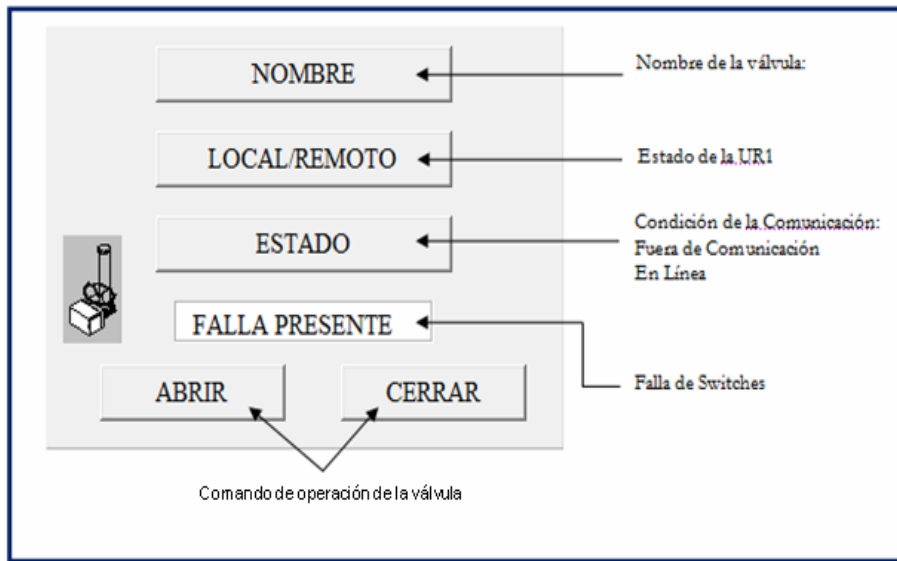 NOMBRE
Nombre de la válvula:
LOCAL/REMOTO
Estado de la UR1
ESTADO
Condición de la Comunicación:
Fuera de Comunicación
En Línea
FALLA PRESENTE
Falla de Switches
ABRIR
CERRAR
Comando de operación de la válvula